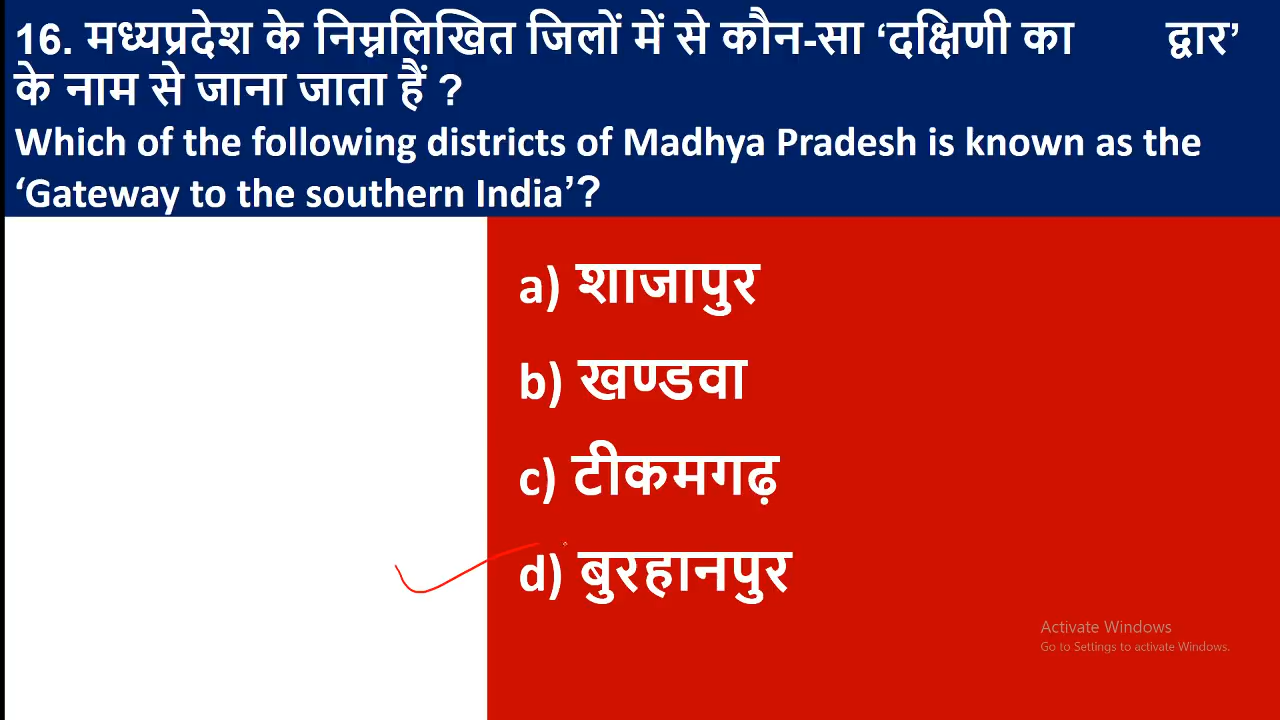 16. मध्यप्रदेश के निम्नलिखित जिलों में से कौन-सा ‘दक्षिणी का द्वार’
के नाम से जाना जाता हैं ?
Which of the following districts of Madhya Pradesh is known as the
‘Gateway to the southern India’?
a) शाजापुर
b) खण्डवा
c) टीकमगढ़
d) बुरहानपुर
Activate Windows
Go to Settings to activate Windows.